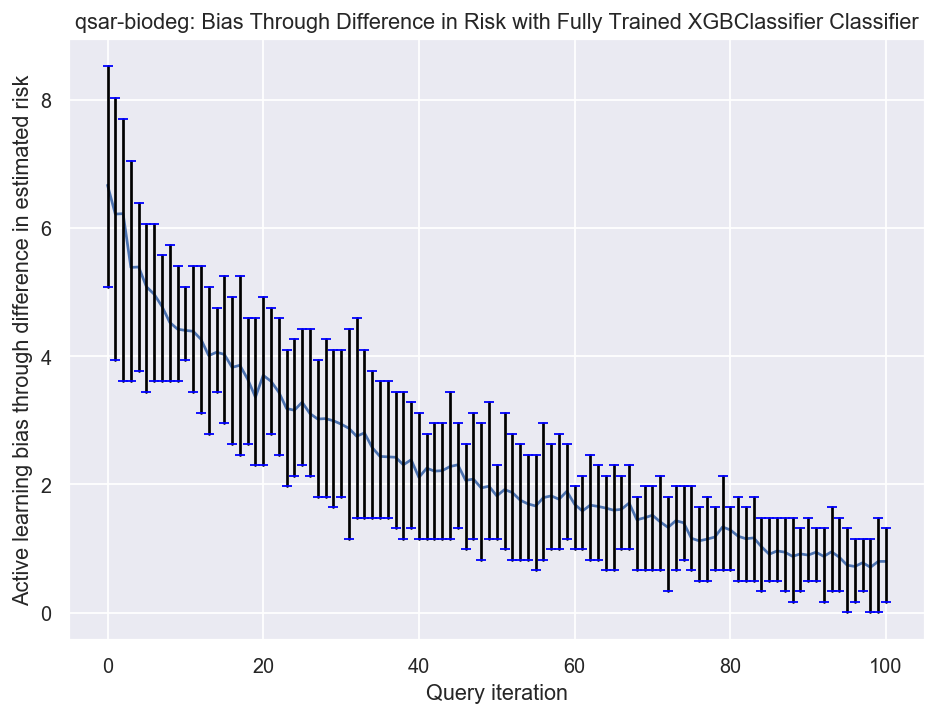 qsar-biodeg: Bias Through Difference in Risk with Fully Trained XGBClassifier Classifier
Active learning bias through difference in estimated risk
8
6
4
2
0
0 20 40 60 80 100
Query iteration